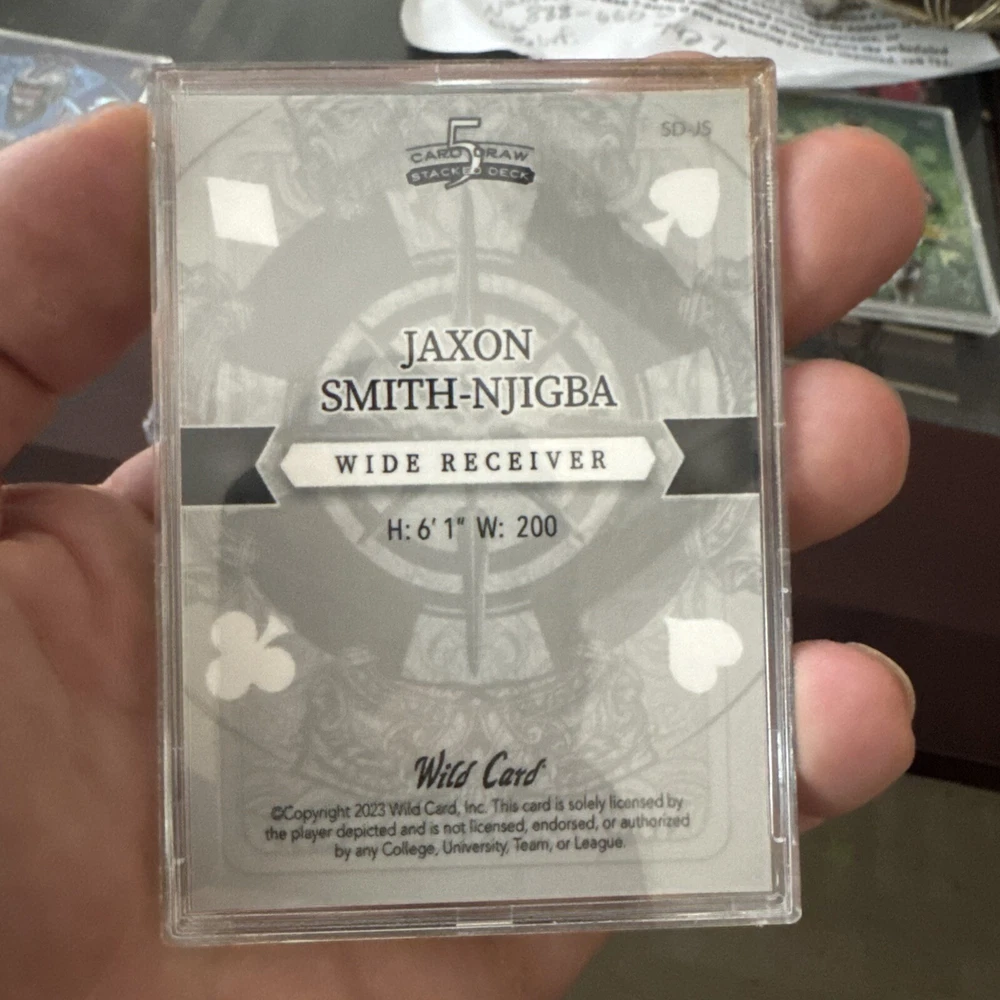 SD-JS
5
CARD DRAW
STACKED DECK
JAXON
SMITH-NJIGBA
WIDE RECEIVER
H: 6' 1" W: 200
Wild Card
©Copyright 2023 Wild Card, Inc. This card is solely licensed by
the player depicted and is not licensed, endorsed, or authorized
by any College, University, Team, or League.